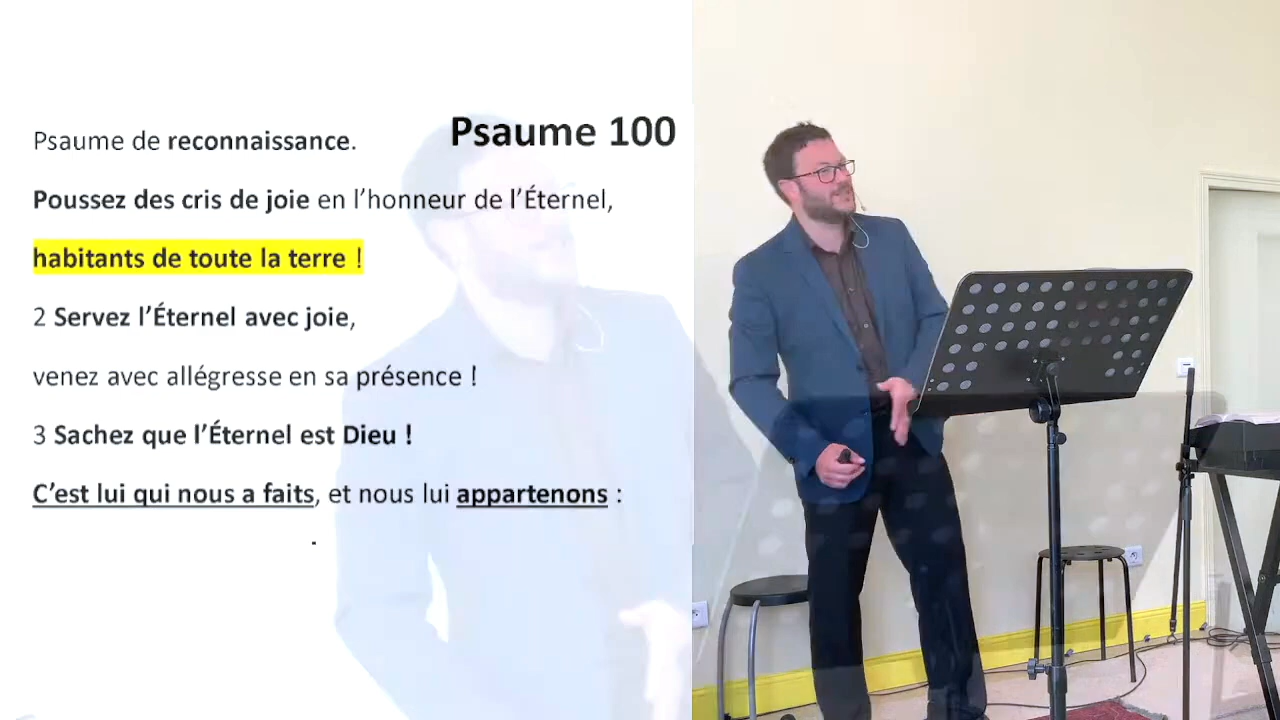 Psaume 100
Psaume de reconnaissance.
Poussez des cris de joie en l’honneur de l’Éternel,
habitants de toute la terre !
2 Servez l’Éternel avec joie,
venez avec allégresse en sa présence !
3 Sachez que l’Éternel est Dieu !
C’est lui qui nous a faits, et nous lui appartenons :